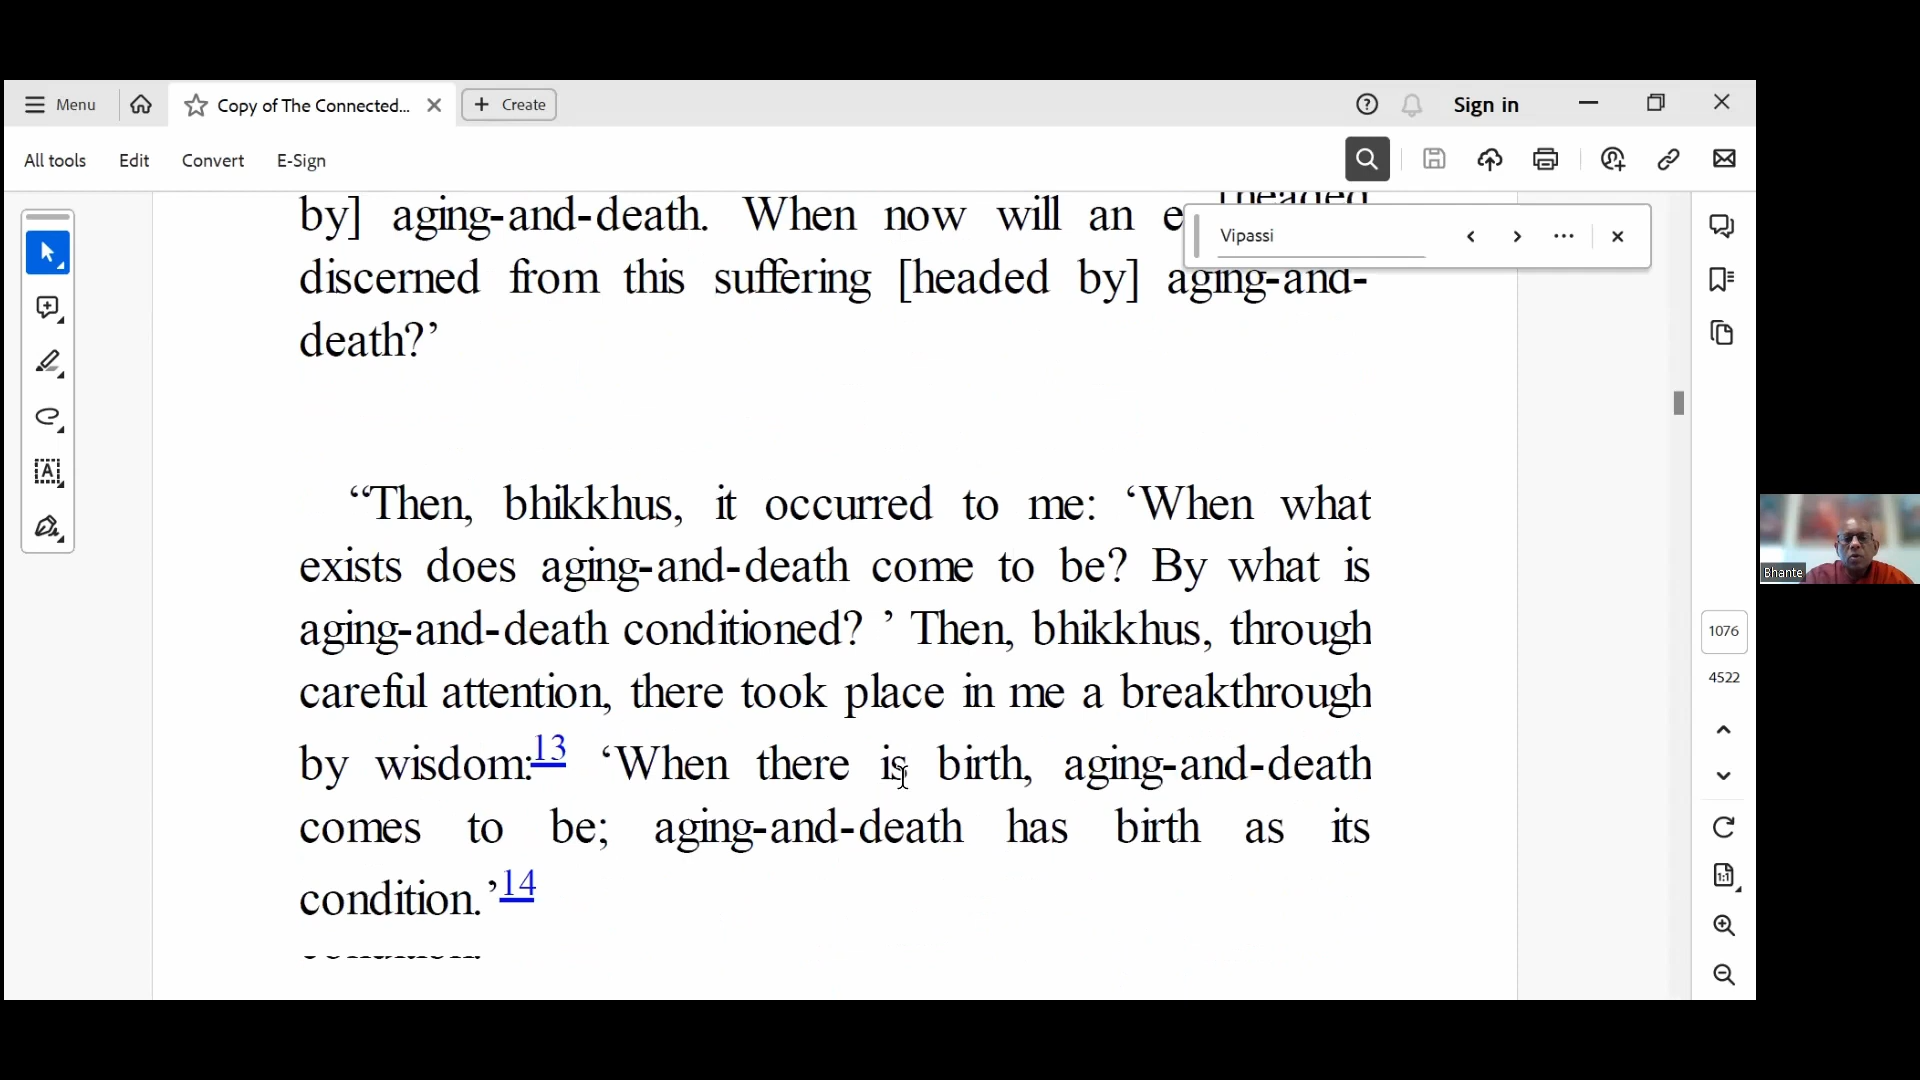 Menu
Copy of The Connected...
Create
Sign in
All tools
Edit
Convert
E-Sign
Vipassi
[headed
by] aging-and-death. When now will an e
discerned from this suffering [headed by] aging-and-
death?’
“Then, bhikkhus, it occurred to me: ‘When what
exists does aging-and-death come to be? By what is
aging-and-death conditioned? ’ Then, bhikkhus, through
careful attention, there took place in me a breakthrough
by wisdom:13 ‘When there is birth, aging-and-death
comes to be; aging-and-death has birth as its
condition.’14
Bhante
1076
4522